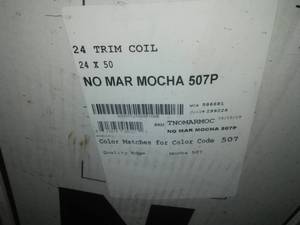 24 TRIM COIL
24 X 50
NO MAR MOCHA 507P
SKU TNOMARMOC
NO MAR MOCHA 507P
Color Matches for Color Code 507
Mocha 507